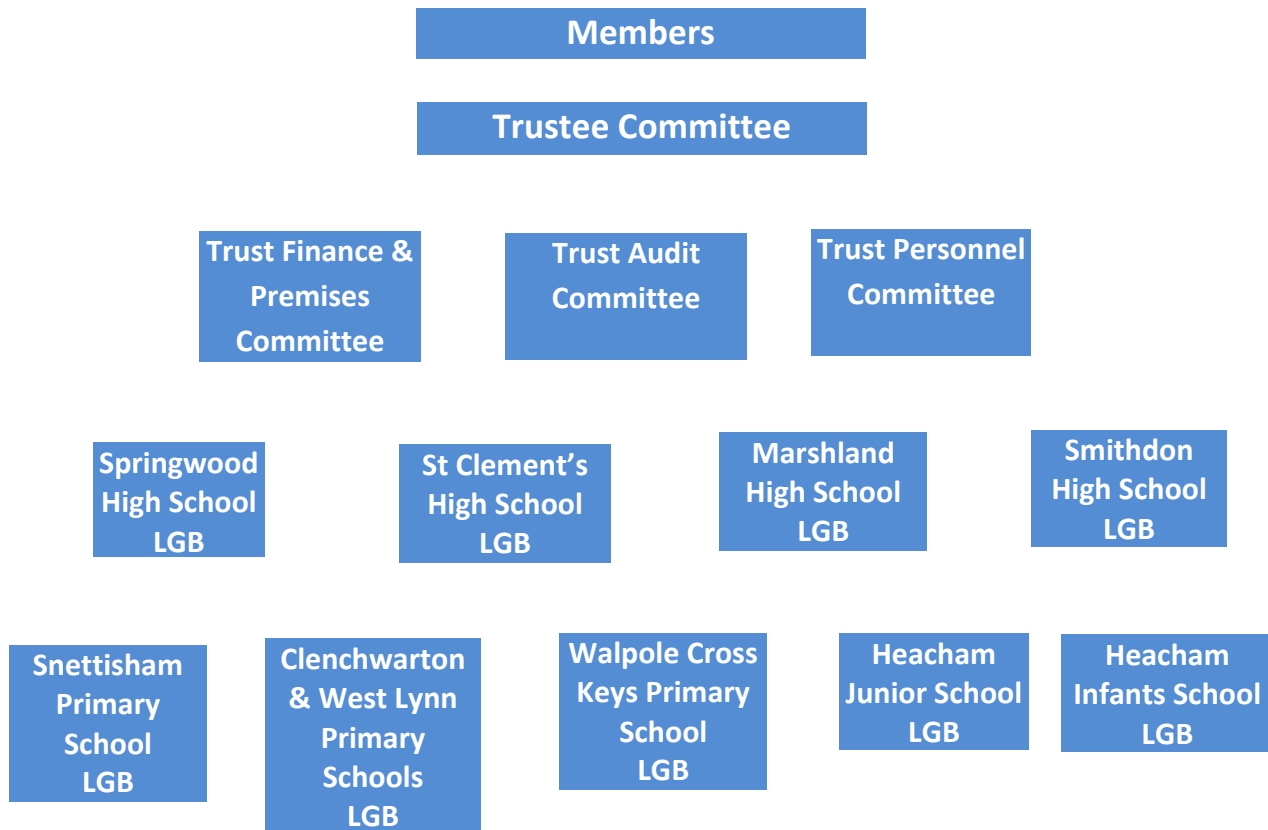 Members
Trustee Committee
Trust Finance &
Premises
Committee
Trust Audit
Committee
Trust Personnel
Committee
Springwood
High School
LGB
St Clement’s
High School
LGB
Marshland
High School
LGB
Smithdon
High School
LGB
Snettisham
Primary
School
LGB
Clenchwarton
& West Lynn
Primary
Schools
LGB
Walpole Cross
Keys Primary
School
LGB
Heacham
Junior School
LGB
Heacham
Infants School
LGB